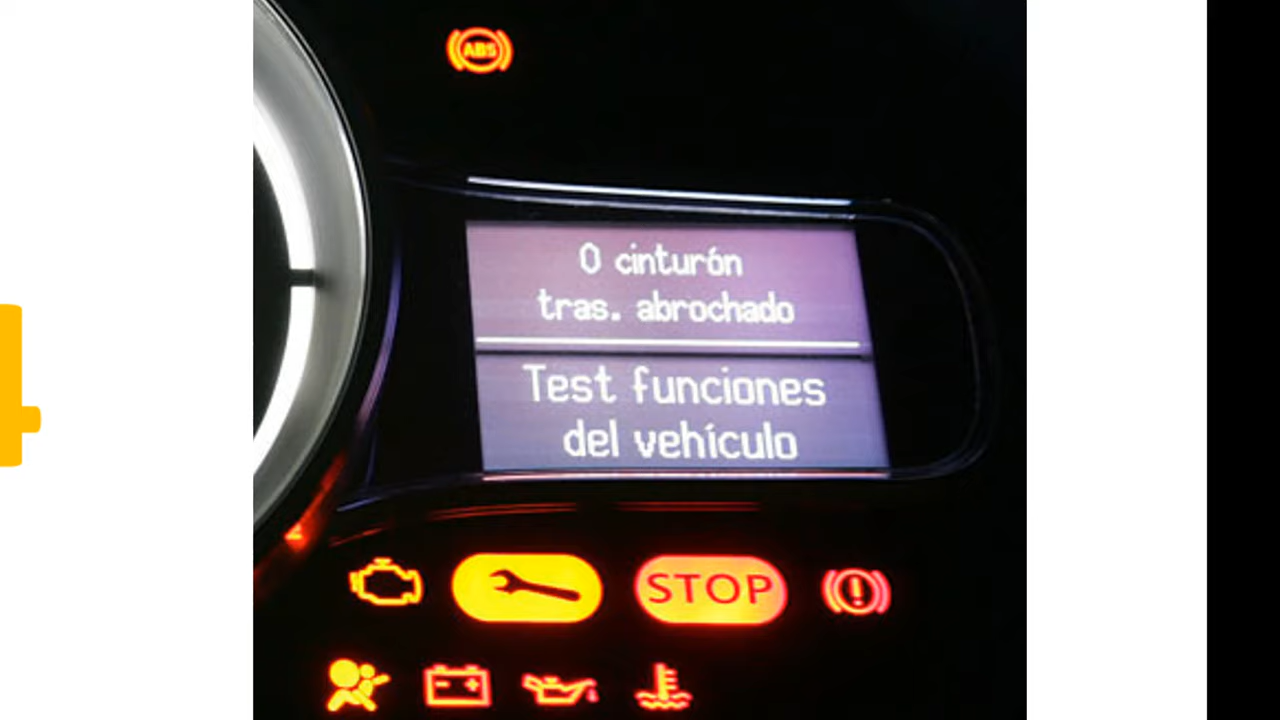 ABS
0 cinturón
tras. abrochado
Test funciones
del vehículo
STOP